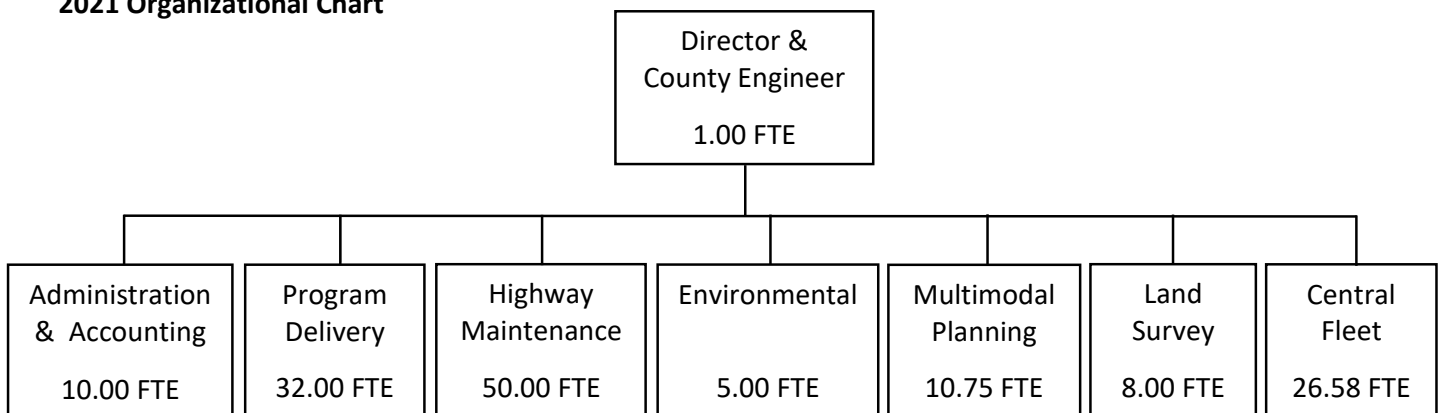 2021 Organizational Chart
Director &
County Engineer
1.00 FTE
Administration
& Accounting
10.00 FTE
Program
Delivery
32.00 FTE
Highway
Maintenance
50.00 FTE
Environmental
5.00 FTE
Multimodal
Planning
10.75 FTE
Land
Survey
8.00 FTE
Central
Fleet
26.58 FTE